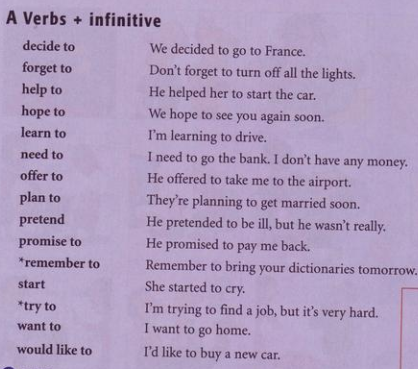 A Verbs + infinitive
decide to We decided to go to France.
forget to Don't forget to turn off all the lights.
help to He helped her to start the car.
hope to We hope to see you again soon.
learn to I'm learning to drive.
need to I need to go the bank. I don't have any money.
offer to He offered to take me to the airport.
plan to They're planning to get married soon.
pretend He pretended to be ill, but he wasn't really.
promise to He promised to pay me back.
*remember to Remember to bring your dictionaries tomorrow.
start She started to cry.
*try to I'm trying to find a job, but it's very hard.
want to I want to go home.
would like to I'd like to buy a new car.